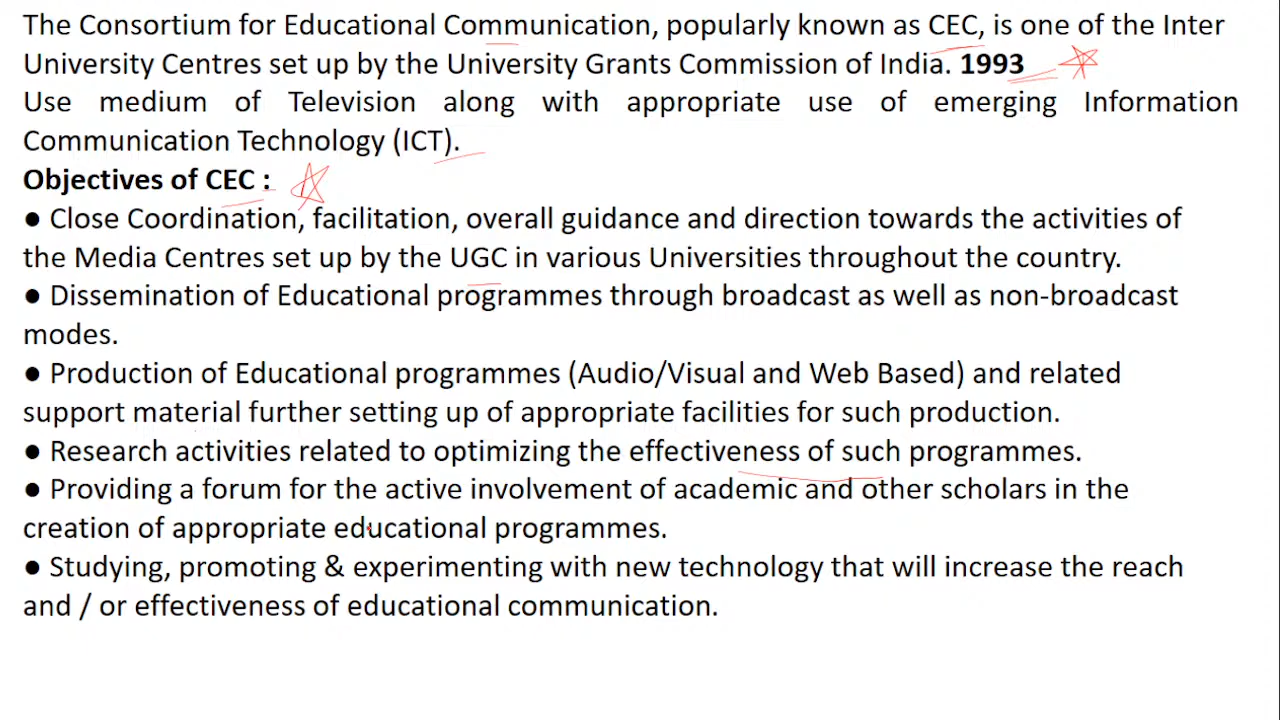 The Consortium for Educational Communication, popularly known as CEC, is one of the Inter
University Centres set up by the University Grants Commission of India. 1993
Use medium of Television along with appropriate use of emerging Information
Communication Technology (ICT).
Objectives of CEC :
● Close Coordination, facilitation, overall guidance and direction towards the activities of
the Media Centres set up by the UGC in various Universities throughout the country.
● Dissemination of Educational programmes through broadcast as well as non-broadcast
modes.
● Production of Educational programmes (Audio/Visual and Web Based) and related
support material further setting up of appropriate facilities for such production.
● Research activities related to optimizing the effectiveness of such programmes.
● Providing a forum for the active involvement of academic and other scholars in the
creation of appropriate educational programmes.
● Studying, promoting & experimenting with new technology that will increase the reach
and / or effectiveness of educational communication.